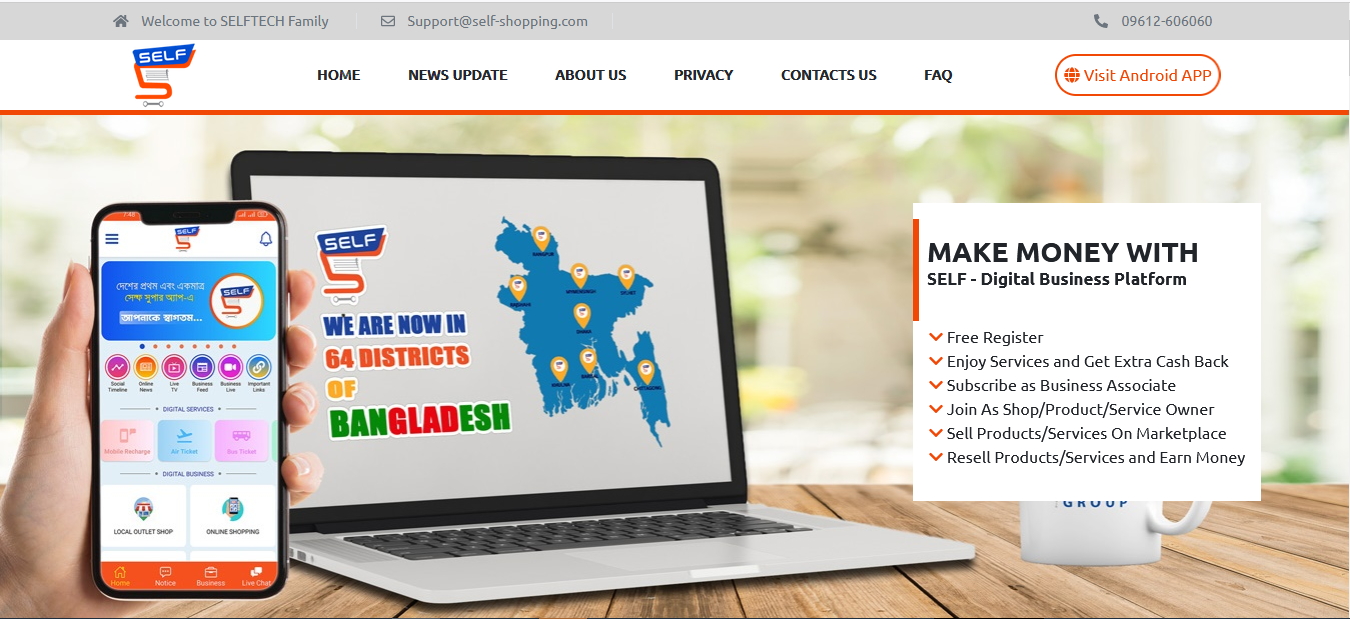 Welcome to SELFTECH Family
Support@self-shopping.com
09612-606060
SELF
HOME
NEWS UPDATE
ABOUT US
PRIVACY
CONTACTS US
FAQ
Visit Android APP
7:48
SELF
দেশের প্রথম এবং একমাত্র
সেল্ফ সুপার অ্যাপ-এ
আপনাকে স্বাগতম...
SELF
Social
Timeline
Online
News
Live
TV
Business
Feed
Business
Live
Important
Links
DIGITAL SERVICES
Mobile Recharge
Air Ticket
Bus Ticket
DIGITAL BUSINESS
LOCAL OUTLET SHOP
ONLINE SHOPPING
Home
Notice
Business
Live Chat
SELF
WE ARE NOW IN
64 DISTRICTS
OF
BANGLADESH
RANGPUR
MYMENSINGH
SYLHET
RAJSHAHI
DHAKA
KHULNA
BARISAL
CHITTAGONG
MAKE MONEY WITH
SELF - Digital Business Platform
Free Register
Enjoy Services and Get Extra Cash Back
Subscribe as Business Associate
Join As Shop/Product/Service Owner
Sell Products/Services On Marketplace
Resell Products/Services and Earn Money
GROUP